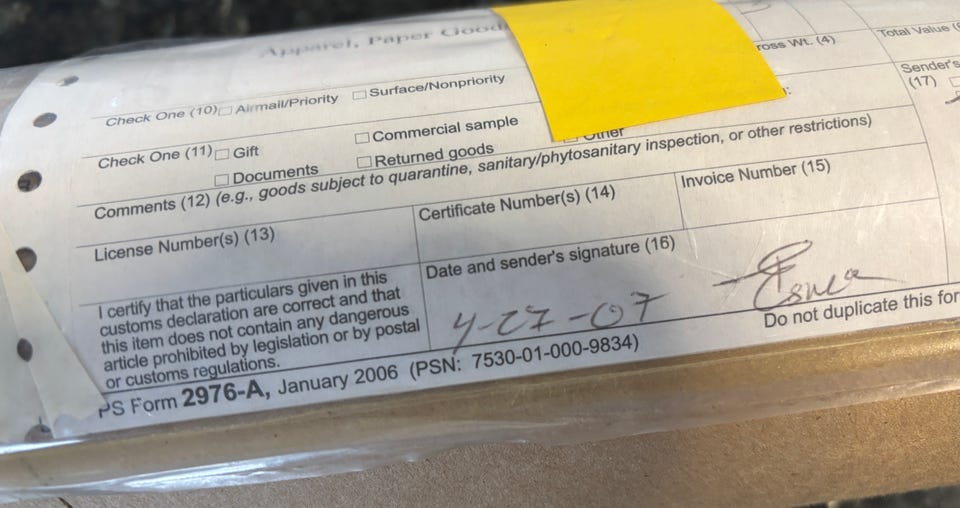 Apparel, Paper Good
ross Wt. (4)
Total Value (
Check One (10) ☐ Airmail/Priority ☐ Surface/Nonpriority
Sender's
(17)
Check One (11) ☐ Gift ☐ Commercial sample
☐ Documents ☐ Returned goods ☐ Other
Comments (12) (e.g., goods subject to quarantine, sanitary/phytosanitary inspection, or other restrictions)
License Number(s) (13)
Certificate Number(s) (14)
Invoice Number (15)
I certify that the particulars given in this
customs declaration are correct and that
this item does not contain any dangerous
article prohibited by legislation or by postal
or customs regulations.
Date and sender's signature (16)
4-27-07
Do not duplicate this for
PS Form 2976-A, January 2006 (PSN: 7530-01-000-9834)